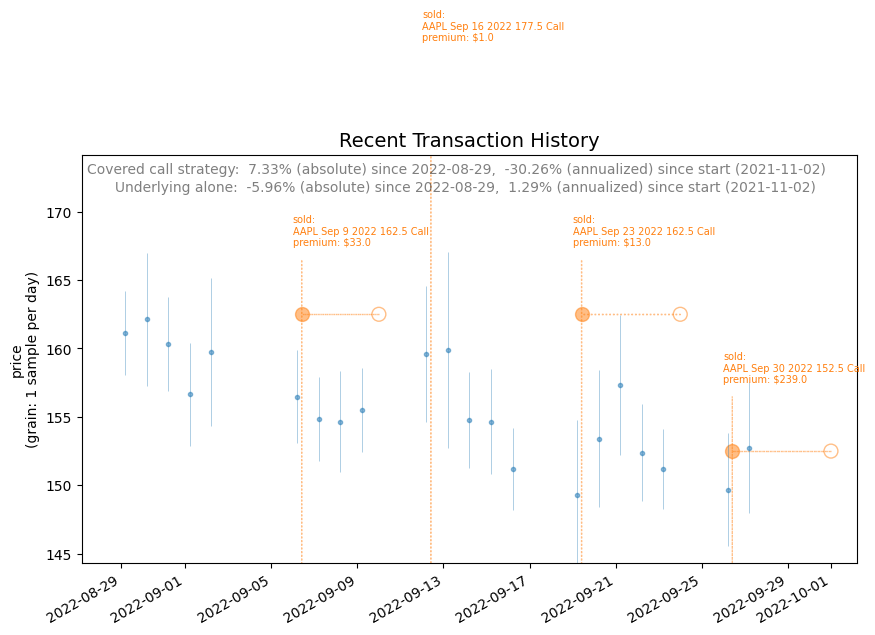 sold:
AAPL Sep 16 2022 177.5 Call
premium: $1.0
Recent Transaction History
Covered call strategy:  7.33% (absolute) since 2022-08-29,  -30.26% (annualized) since start (2021-11-02)
Underlying alone:  -5.96% (absolute) since 2022-08-29,  1.29% (annualized) since start (2021-11-02)
sold:
AAPL Sep 9 2022 162.5 Call
premium: $33.0
sold:
AAPL Sep 23 2022 162.5 Call
premium: $13.0
sold:
AAPL Sep 30 2022 152.5 Call
premium: $239.0
price
(grain: 1 sample per day)
170
165
160
155
150
145
2022-08-29
2022-09-01
2022-09-05
2022-09-09
2022-09-13
2022-09-17
2022-09-21
2022-09-25
2022-09-29
2022-10-01